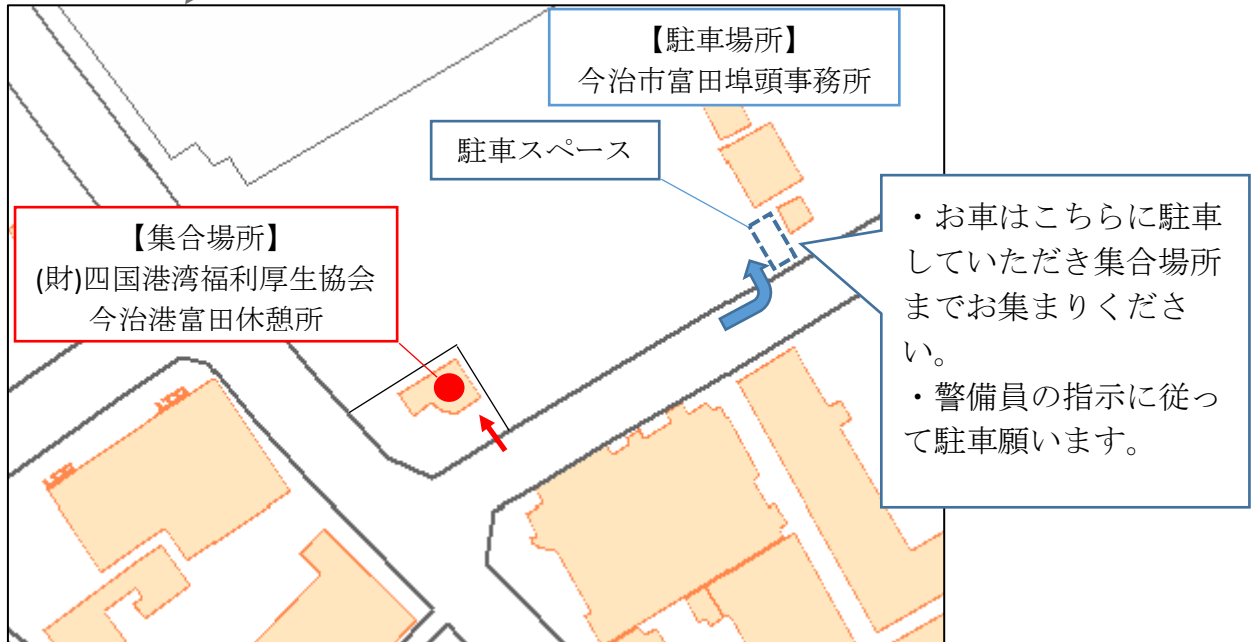 【駐車場所】
今治市富田埠頭事務所
駐車スペース
【集合場所】
(財)四国港湾福利厚生協会
今治港富田休憩所
・お車はこちらに駐車
していただき集合場所
までお集まりくださ
い。
・警備員の指示に従っ
て駐車願います。